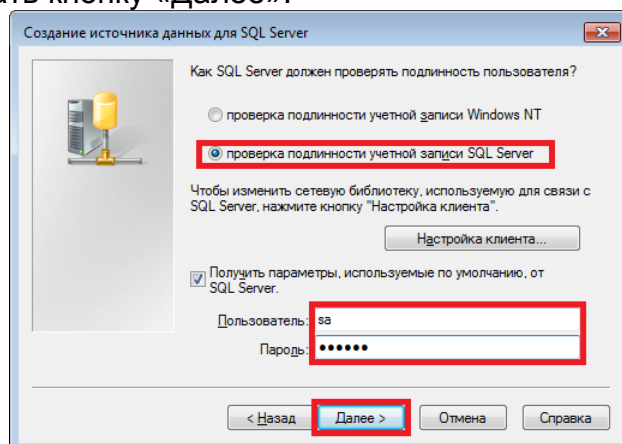 ать кнопку «Далее».
Создание источника данных для SQL Server
Как SQL Server должен проверять подлинность пользователя?
проверка подлинности учетной записи Windows NT
проверка подлинности учетной записи SQL Server
Чтобы изменить сетевую библиотеку, используемую для связи с
SQL Server, нажмите кнопку "Настройка клиента".
Настройка клиента...
Получить параметры, используемые по умолчанию, от
SQL Server.
Пользователь: sa
Пароль: ••••••
< Назад Далее > Отмена Справка